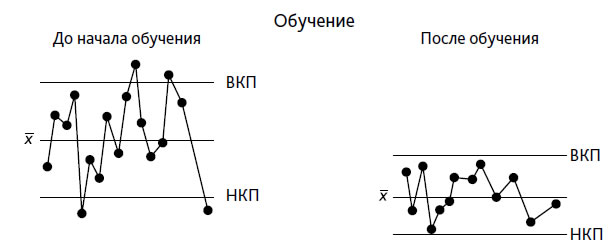 Обучение
До начала обучения
После обучения
ВКП
x̅
НКП
ВКП
x̅
НКП